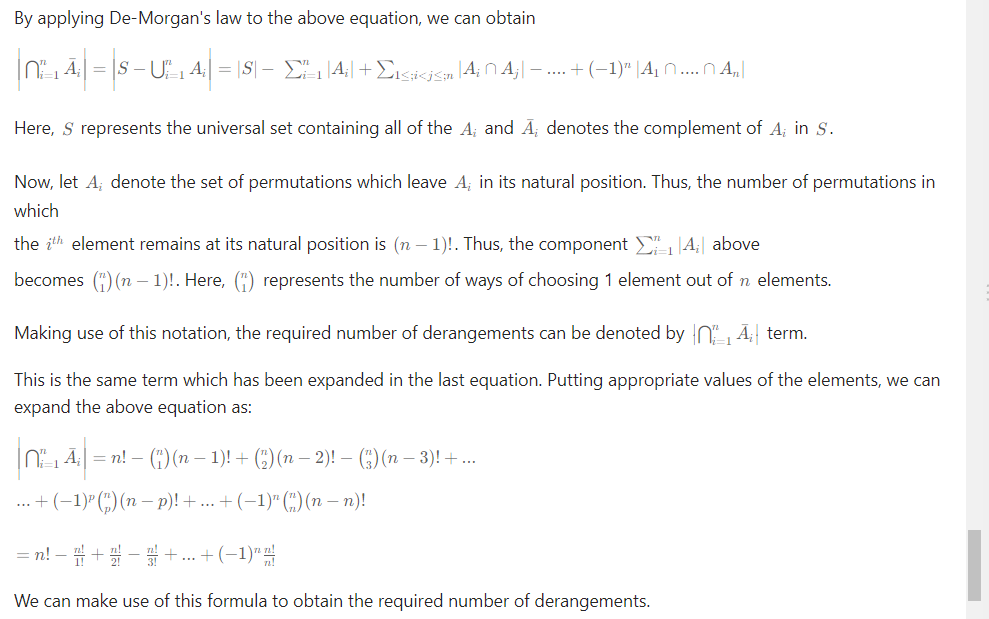 By applying De-Morgan's law to the above equation, we can obtain
|⋂ⁿᵢ₌₁ Āᵢ| = |S − ⋃ⁿᵢ₌₁ Aᵢ| = |S| − ∑ⁿᵢ₌₁ |Aᵢ| + ∑₁≤;ᵢ<ⱼ≤;ₙ |Aᵢ ∩ Aⱼ| − .... + (−1)ⁿ |A₁ ∩ .... ∩ Aₙ|
Here, S represents the universal set containing all of the Aᵢ and Āᵢ denotes the complement of Aᵢ in S.
Now, let Aᵢ denote the set of permutations which leave Aᵢ in its natural position. Thus, the number of permutations in
which
the iᵗʰ element remains at its natural position is (n − 1)!. Thus, the component ∑ⁿᵢ₌₁ |Aᵢ| above
becomes (ⁿ₁)(n − 1)!. Here, (ⁿ₁) represents the number of ways of choosing 1 element out of n elements.
Making use of this notation, the required number of derangements can be denoted by |⋂ⁿᵢ₌₁ Āᵢ| term.
This is the same term which has been expanded in the last equation. Putting appropriate values of the elements, we can
expand the above equation as:
|⋂ⁿᵢ₌₁ Āᵢ| = n! − (ⁿ₁)(n − 1)! + (ⁿ₂)(n − 2)! − (ⁿ₃)(n − 3)! + ...
... + (−1)ᵖ(ⁿₚ)(n − p)! + ... + (−1)ⁿ(ⁿₙ)(n − n)!
= n! − n!/1! + n!/2! − n!/3! + ... + (−1)ⁿ n!/n!
We can make use of this formula to obtain the required number of derangements.